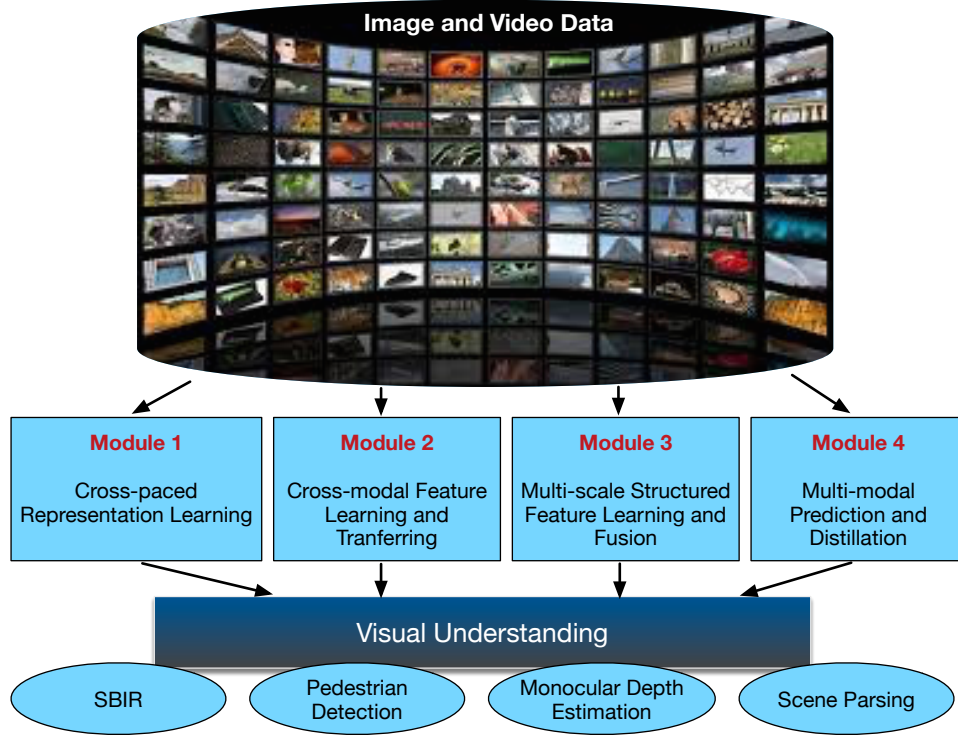 Image and Video Data
Module 1
Cross-paced
Representation Learning
Module 2
Cross-modal Feature
Learning and
Tranferring
Module 3
Multi-scale Structured
Feature Learning and
Fusion
Module 4
Multi-modal
Prediction and
Distillation
Visual Understanding
SBIR
Pedestrian
Detection
Monocular Depth
Estimation
Scene Parsing